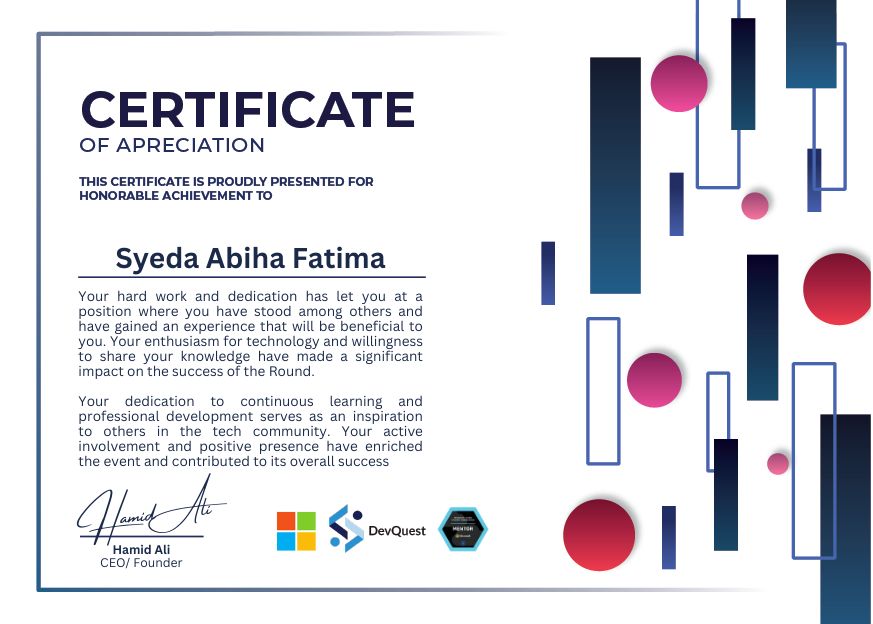 CERTIFICATE
OF APRECIATION
THIS CERTIFICATE IS PROUDLY PRESENTED FOR
HONORABLE ACHIEVEMENT TO
Syeda Abiha Fatima
Your hard work and dedication has let you at a
position where you have stood among others and
have gained an experience that will be beneficial to
you. Your enthusiasm for technology and willingness
to share your knowledge have made a significant
impact on the success of the Round.
Your dedication to continuous learning and
professional development serves as an inspiration
to others in the tech community. Your active
involvement and positive presence have enriched
the event and contributed to its overall success
Hamid Ali
Hamid Ali
CEO/ Founder
DevQuest
MENTOR